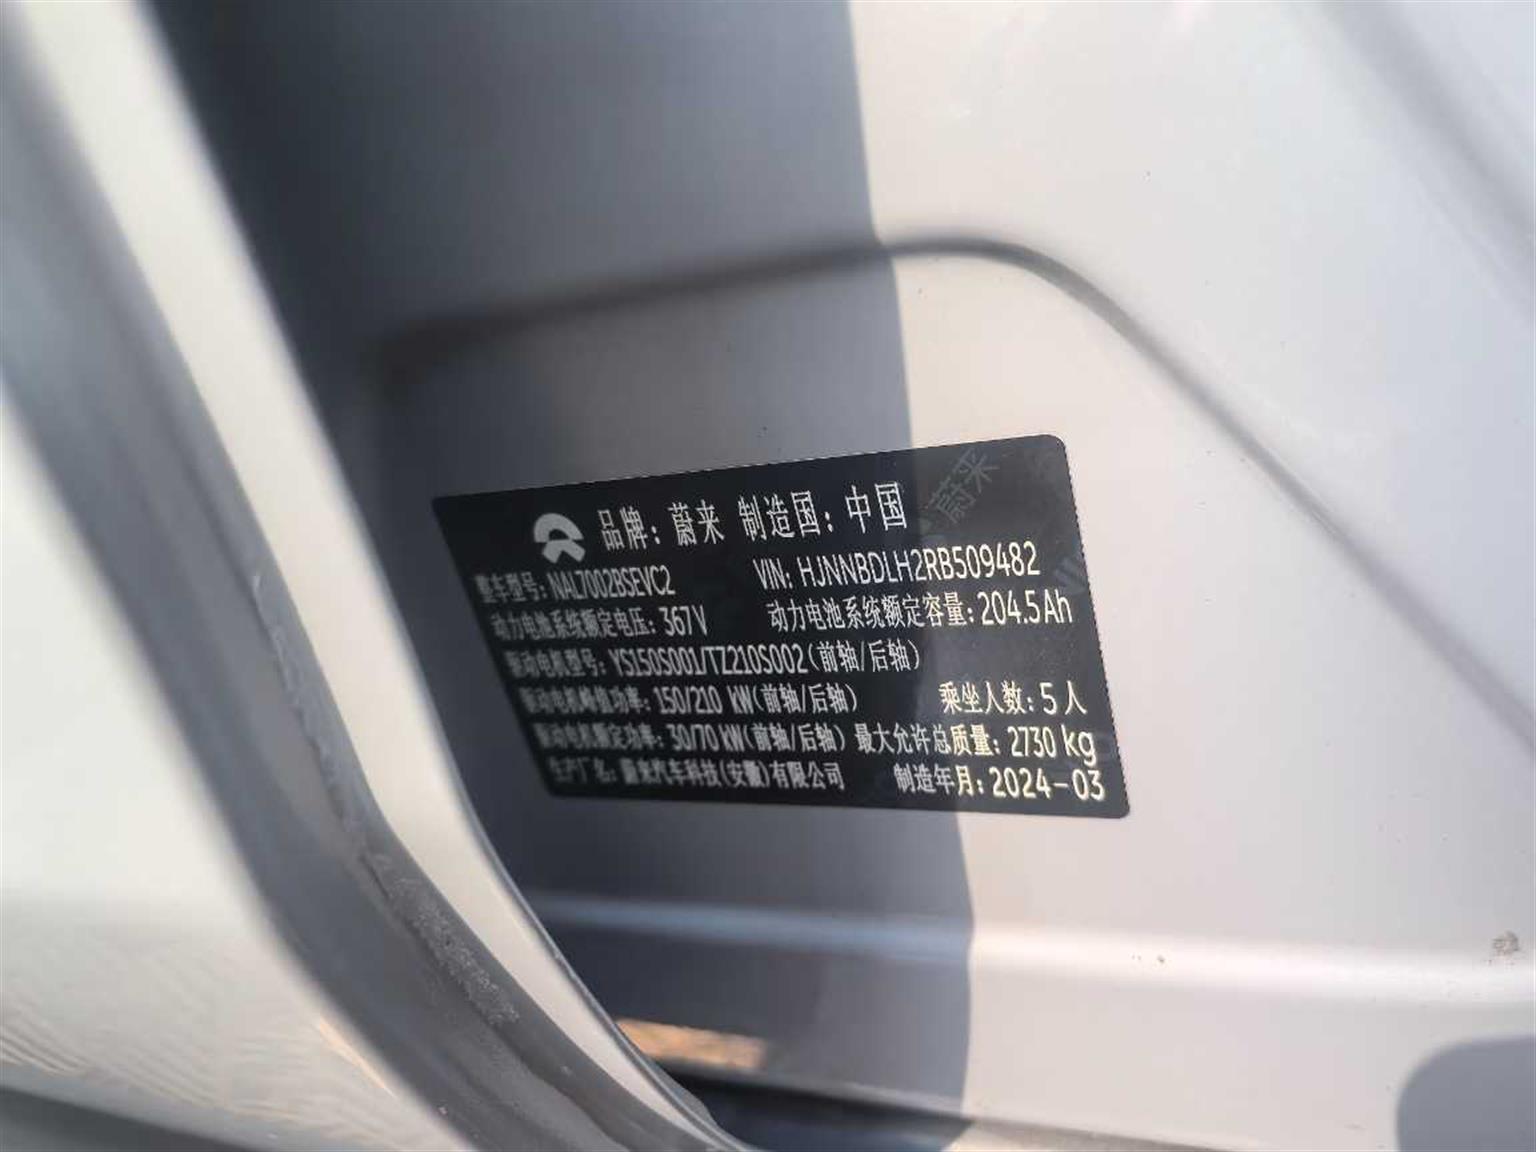 品牌：蔚来 制造国：中国
整车型号：NAL7002BSEVC2 VIN: HJNNBDLH2RB509482
动力电池系统额定电压：367V 动力电池系统额定容量：204.5Ah
驱动电机型号：YS150S001/TZ210S002(前轴/后轴)
驱动电机峰值功率：150/210 kW(前轴/后轴) 乘坐人数：5人
驱动电机额定功率：30/70 kW(前轴/后轴) 最大允许总质量：2730 kg
生产厂名：蔚来汽车科技(安徽)有限公司 制造年月：2024-03
蔚来